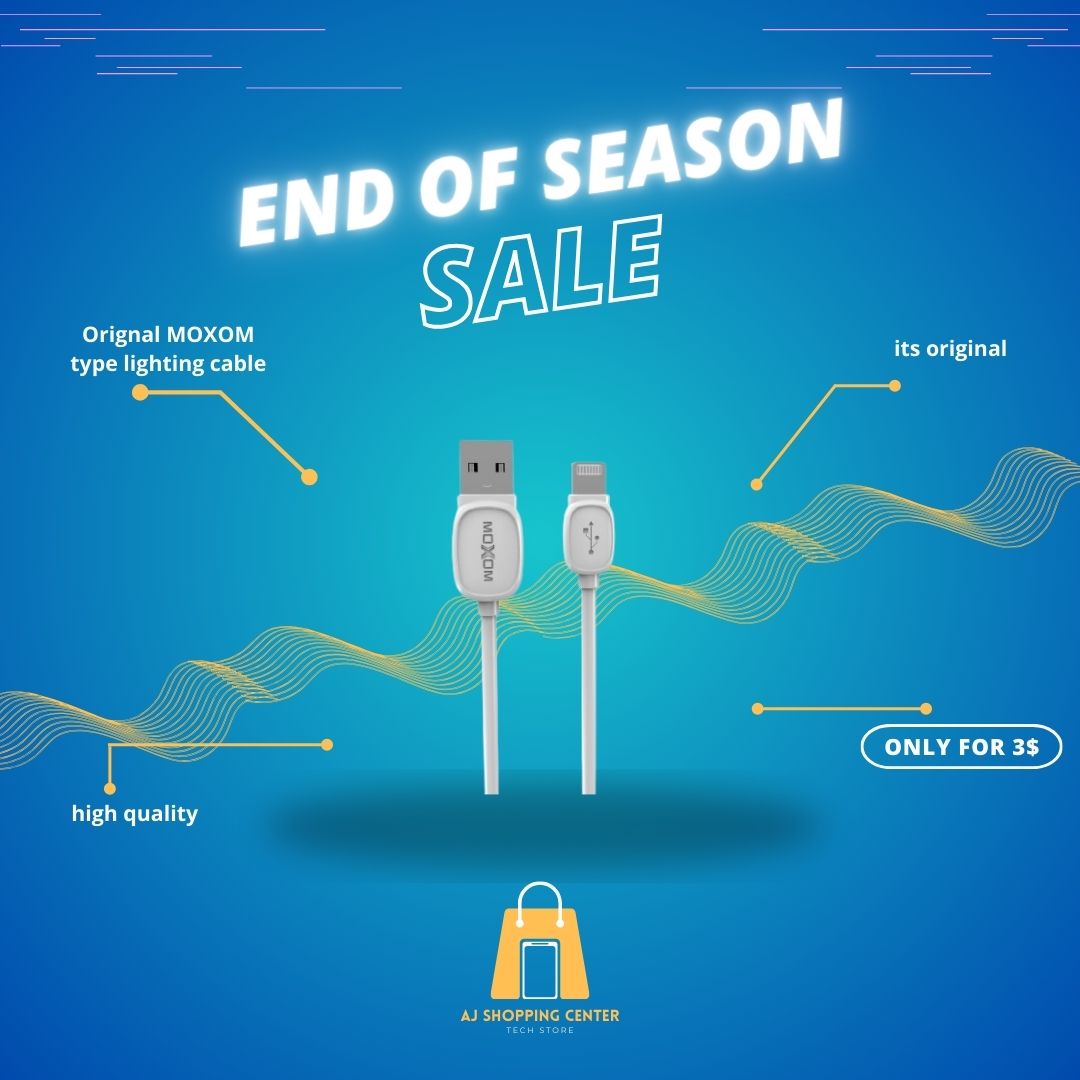 END OF SEASON
SALE
Orignal MOXOM
type lighting cable
its original
MOXOM
ONLY FOR 3$
high quality
AJ SHOPPING CENTER
TECH STORE